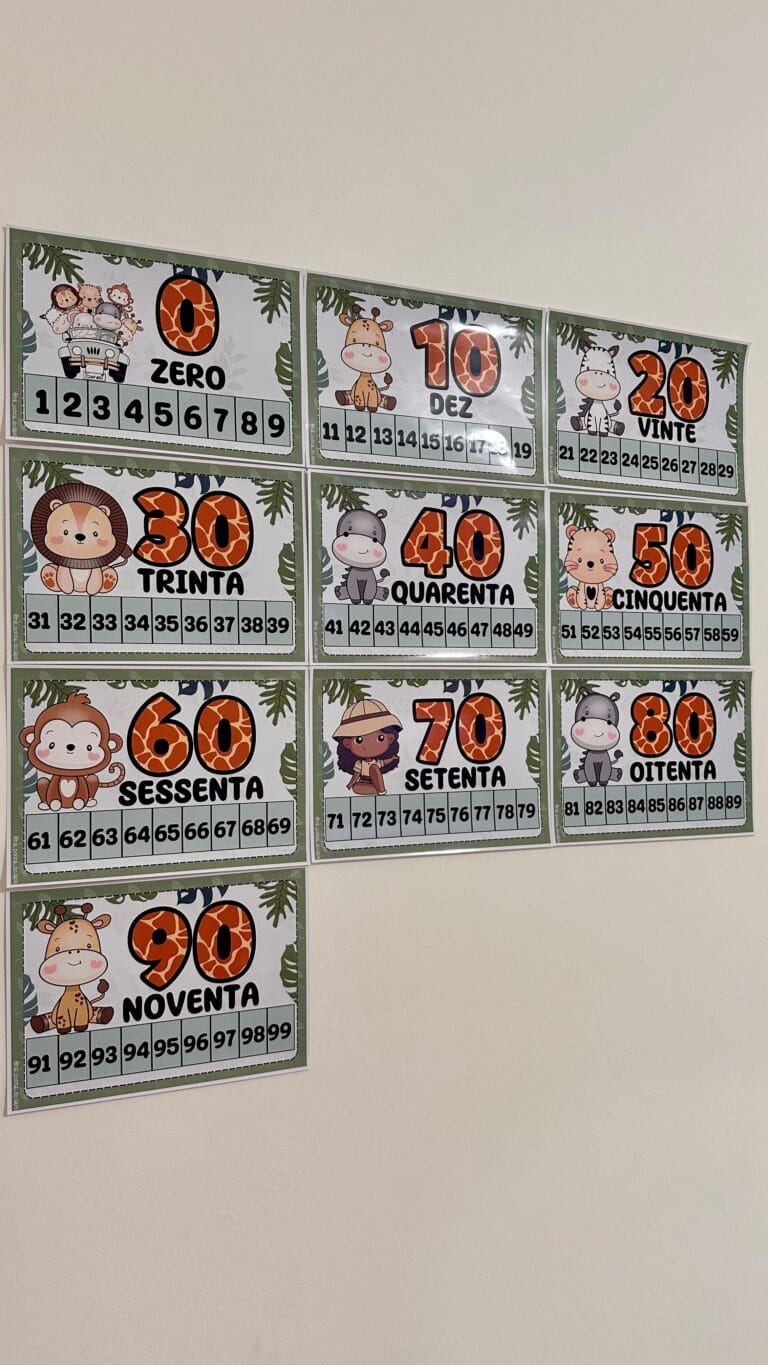 0
ZERO
1 2 3 4 5 6 7 8 9
10
DEZ
11 12 13 14 15 16 17 18 19
20
VINTE
21 22 23 24 25 26 27 28 29
30
TRINTA
31 32 33 34 35 36 37 38 39
40
QUARENTA
41 42 43 44 45 46 47 48 49
50
CINQUENTA
51 52 53 54 55 56 57 58 59
60
SESSENTA
61 62 63 64 65 66 67 68 69
70
SETENTA
71 72 73 74 75 76 77 78 79
80
OITENTA
81 82 83 84 85 86 87 88 89
90
NOVENTA
91 92 93 94 95 96 97 98 99